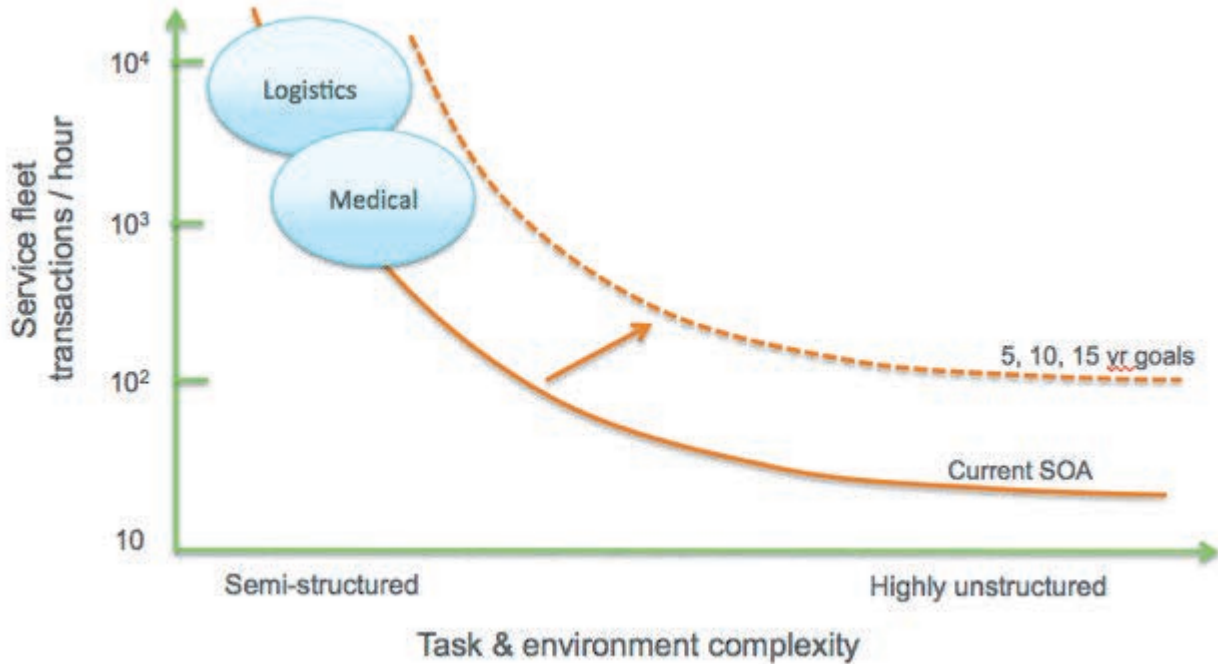 10⁴
Logistics
Medical
Service fleet
transactions / hour
10³
5, 10, 15 yr goals
10²
Current SOA
10
Semi-structured
Highly unstructured
Task & environment complexity